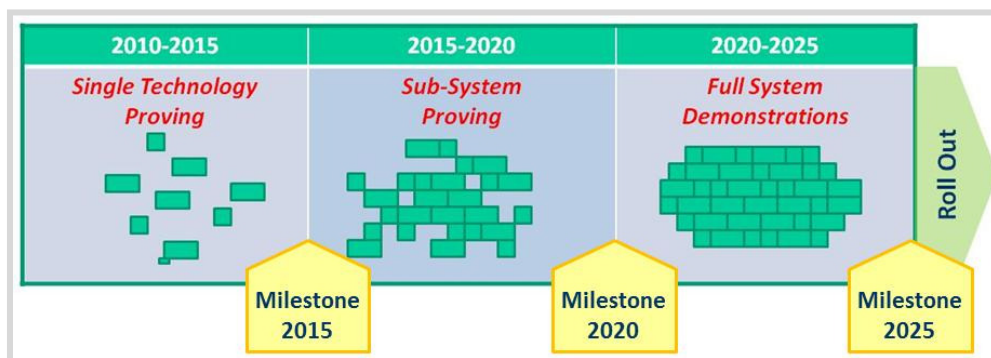 2010-2015
2015-2020
2020-2025
Single Technology
Proving
Sub-System
Proving
Full System
Demonstrations
Roll Out
Milestone
2015
Milestone
2020
Milestone
2025